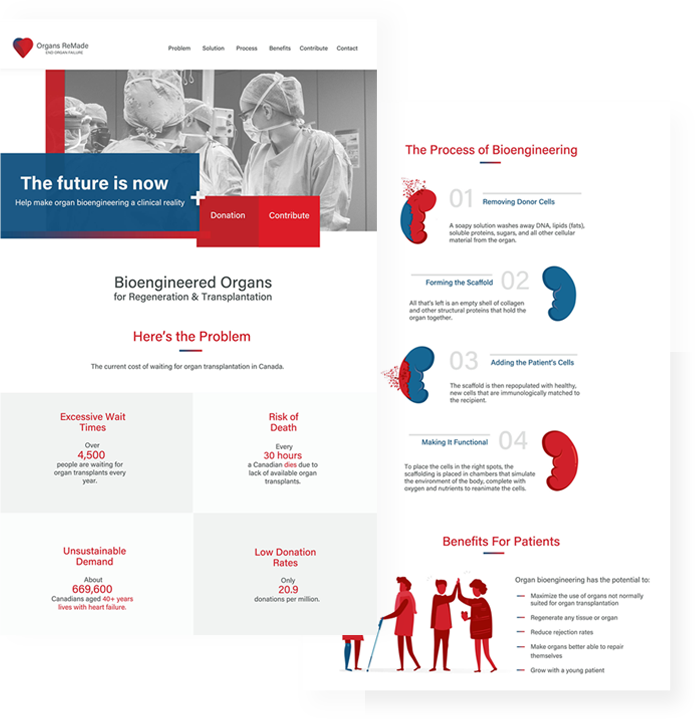 Organs ReMade
END-ORGAN FAILURE
Problem Solution Process Benefits Contribute Contact
The future is now
Help make organ bioengineering a clinical reality
Donation Contribute
Bioengineered Organs
for Regeneration & Transplantation
Here's the Problem
The current cost of waiting for organ transplantation in Canada.
Excessive Wait
Times
Over
4,500
people are waiting for
organ transplants every
year.
Risk of
Death
Every
30 hours
a Canadian dies due to
lack of available organ
transplants.
Unsustainable
Demand
About
669,600
Canadians aged 40+ years
lives with heart failure.
Low Donation
Rates
Only
20.9
donations per million.
The Process of Bioengineering
01 Removing Donor Cells
A soapy solution washes away DNA, lipids (fats),
soluble proteins, sugars, and all other cellular
material from the organ.
Forming the Scaffold 02
All that's left is an empty shell of collagen
and other structural proteins that hold the
organ together.
03 Adding the Patient's Cells
The scaffold is then repopulated with healthy,
new cells that are immunologically matched to
the recipient.
Making It Functional 04
To place the cells in the right spots, the
scaffolding is placed in chambers that simulate
the environment of the body, complete with
oxygen and nutrients to reanimate the cells.
Benefits For Patients
Organ bioengineering has the potential to:
Maximize the use of organs not normally
suited for organ transplantation
Regenerate any tissue or organ
Reduce rejection rates
Make organs better able to repair
themselves
Grow with a young patient